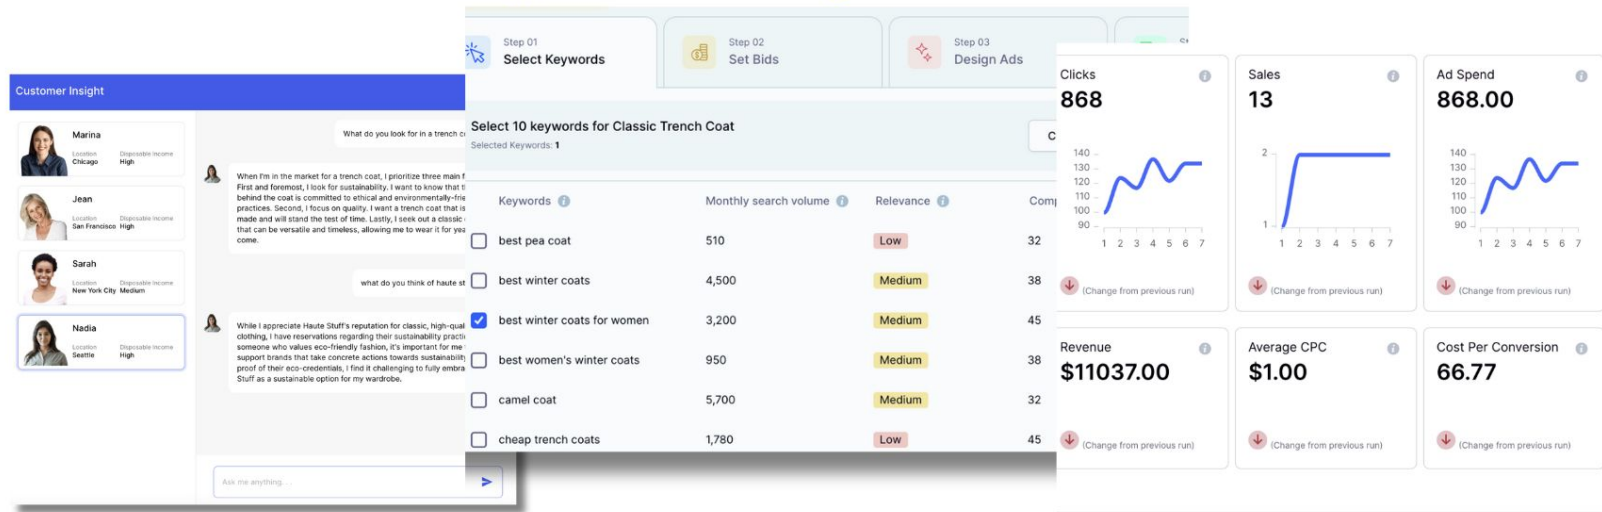 Customer Insight
Marina
Location Disposable Income
Chicago High
Jean
Location Disposable Income
San Francisco High
Sarah
Location Disposable Income
New York City Medium
Nadia
Location Disposable Income
Seattle High
What do you look for in a trench
When I'm in the market for a trench coat, I prioritize three main
First and foremost, I look for sustainability. I want to know that
behind the coat is committed to ethical and environmentally-frie
practices. Second, I focus on quality. I want a trench coat that is
made and will stand the test of time. Lastly, I seek out a classic
that can be versatile and timeless, allowing me to wear it for yea
come.
what do you think of haute st
While I appreciate Haute Stuff's reputation for classic, high-qual
clothing, I have reservations regarding their sustainability practi
someone who values eco-friendly fashion, it's important for me
support brands that take concrete actions towards sustainability
proof of their eco-credentials, I find it challenging to fully embra
Stuff as a sustainable option for my wardrobe.
Ask me anything...
Step 01
Select Keywords
Step 02
Set Bids
Step 03
Design Ads
Select 10 keywords for Classic Trench Coat
Selected Keywords: 1
C
Keywords Monthly search volume Relevance Comp
best pea coat 510 Low 32
best winter coats 4,500 Medium 38
best winter coats for women 3,200 Medium 45
best women's winter coats 950 Medium 38
camel coat 5,700 Medium 32
cheap trench coats 1,780 Low 45
Clicks
868
140
130
120
110
100
90
1 2 3 4 5 6 7
(Change from previous run)
Sales
13
2
1
1 2 3 4 5 6 7
(Change from previous run)
Ad Spend
868.00
140
130
120
110
100
90
1 2 3 4 5 6 7
(Change from previous run)
Revenue
$11037.00
(Change from previous run)
Average CPC
$1.00
(Change from previous run)
Cost Per Conversion
66.77
(Change from previous run)